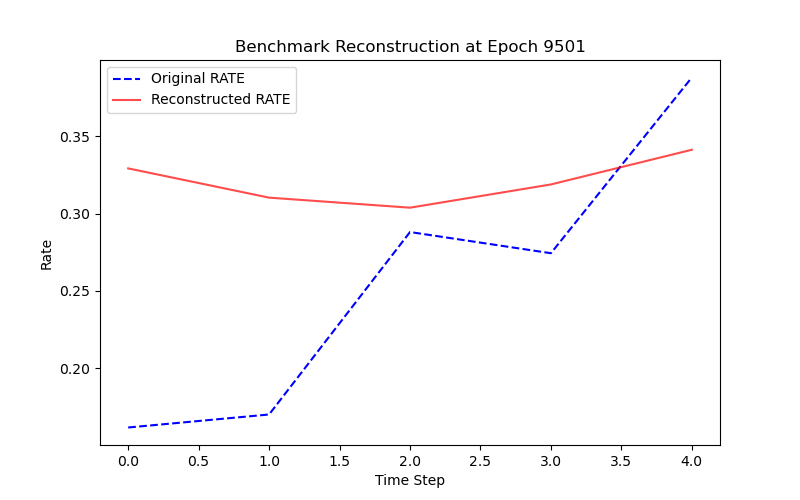 Benchmark Reconstruction at Epoch 9501
Original RATE
Reconstructed RATE
0.35
0.30
0.25
0.20
Rate
0.0 0.5 1.0 1.5 2.0 2.5 3.0 3.5 4.0
Time Step